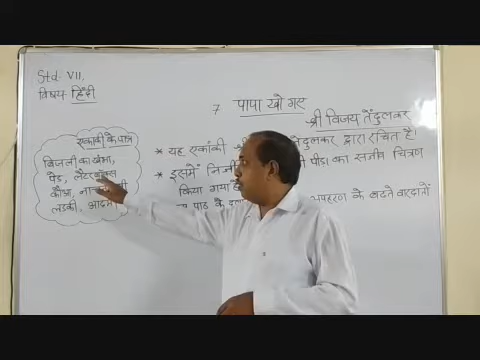 Std. VII,
विषय हिंदी
7 पापा खो गए
श्री विजय तेंदुलकर
एकांकी के पात्र
बिजली का खंभा,
पेड़, लैटरबॉक्स
कौआ,
लड़की, आदमी
* यह एकांकी श्री तेंदुलकर द्वारा रचित है।
* इसमें पीड़ा का सजीव चित्रण
किया गया है
पाठ के अपहरण के बढ़ते वारदातों